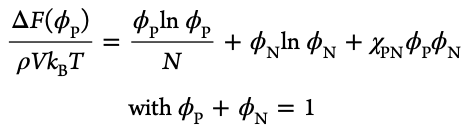 ΔF(ϕ_P)/ρVk_BT = ϕ_P ln ϕ_P/N + ϕ_N ln ϕ_N + χ_PN ϕ_P ϕ_N
with ϕ_P + ϕ_N = 1